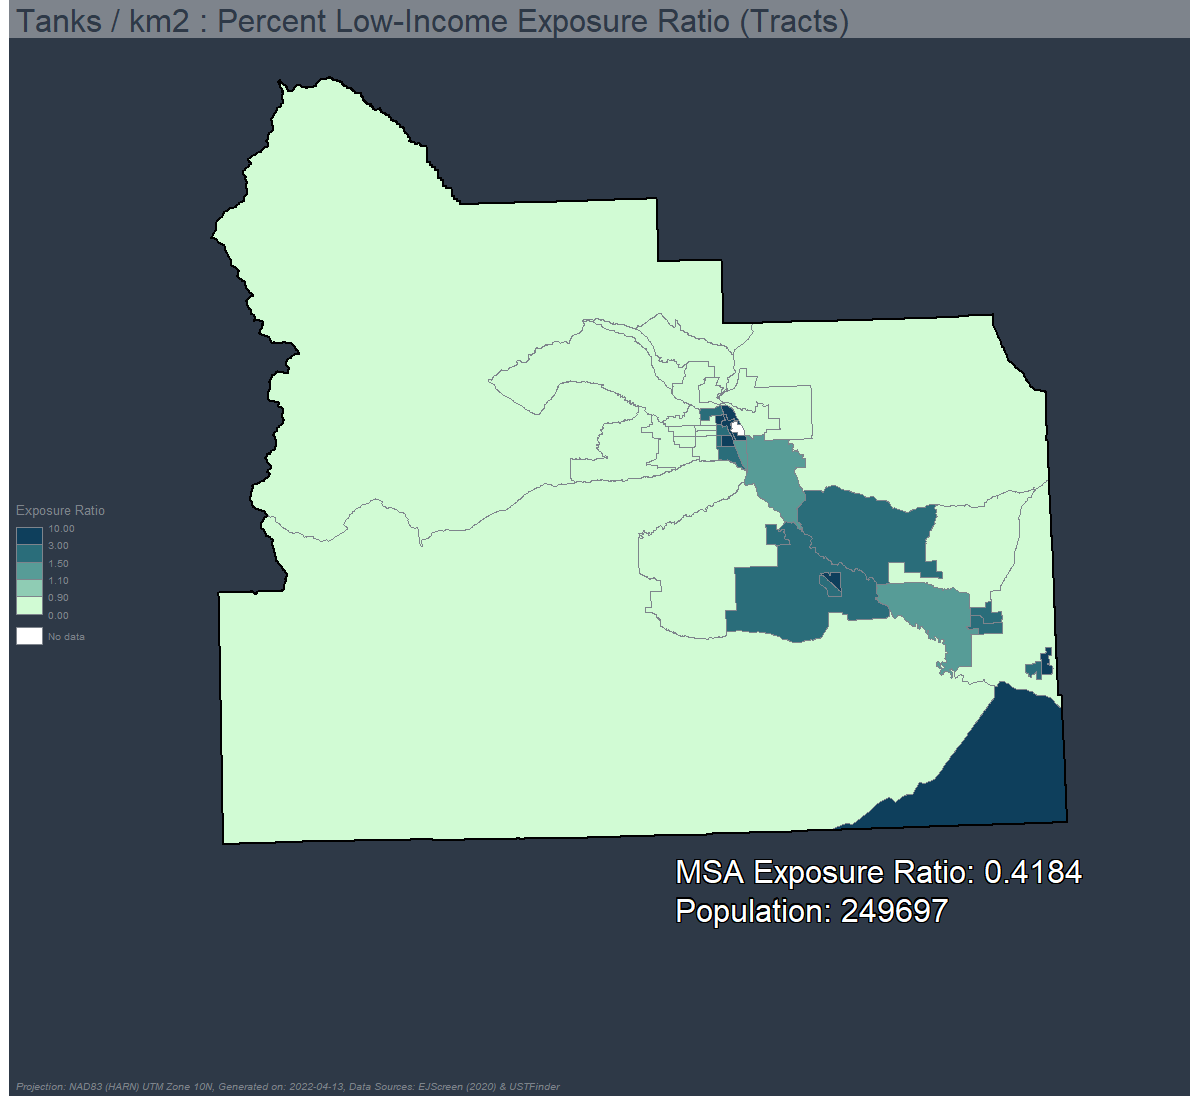 Tanks / km2 : Percent Low-Income Exposure Ratio (Tracts)
Exposure Ratio
10.00
3.00
1.50
1.10
0.90
0.00
No data
MSA Exposure Ratio: 0.4184
Population: 249697
Projection: NAD83 (HARN) UTM Zone 10N, Generated on: 2022-04-13, Data Sources: EJScreen (2020) & USTFinder